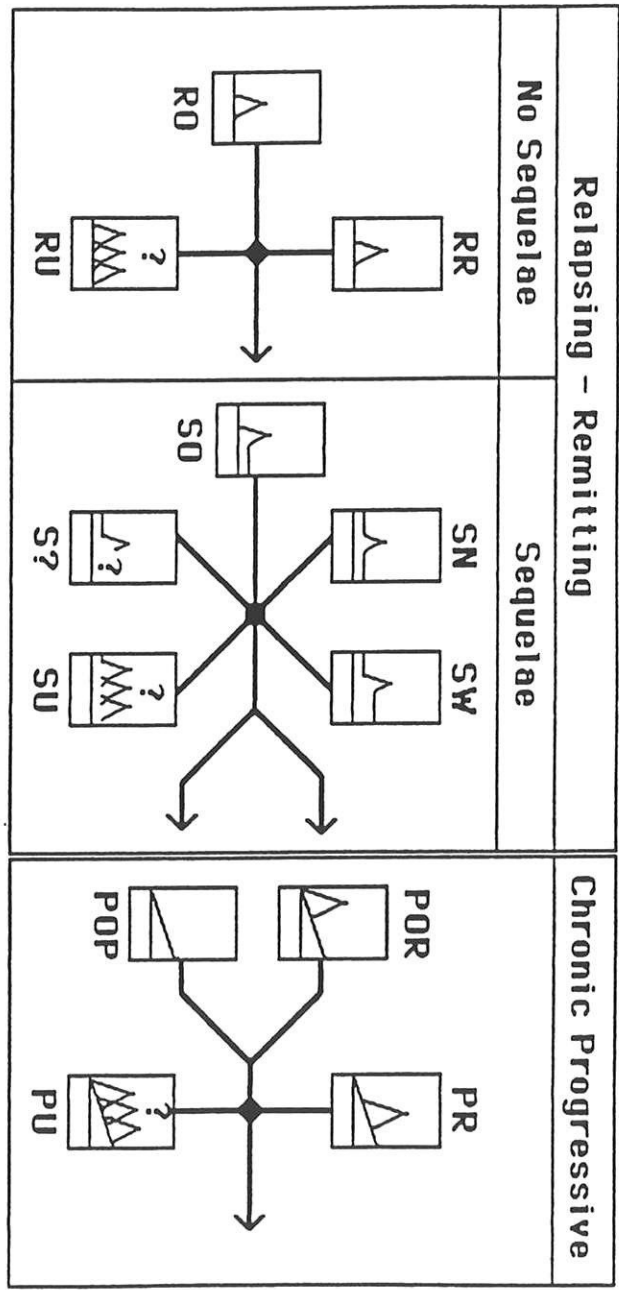 Relapsing - Remitting
No Sequelae
Sequelae
Chronic Progressive
RO
RR
RU
?
SO
SN
SW
S?
?
SU
?
POR
POP
PR
PU
?